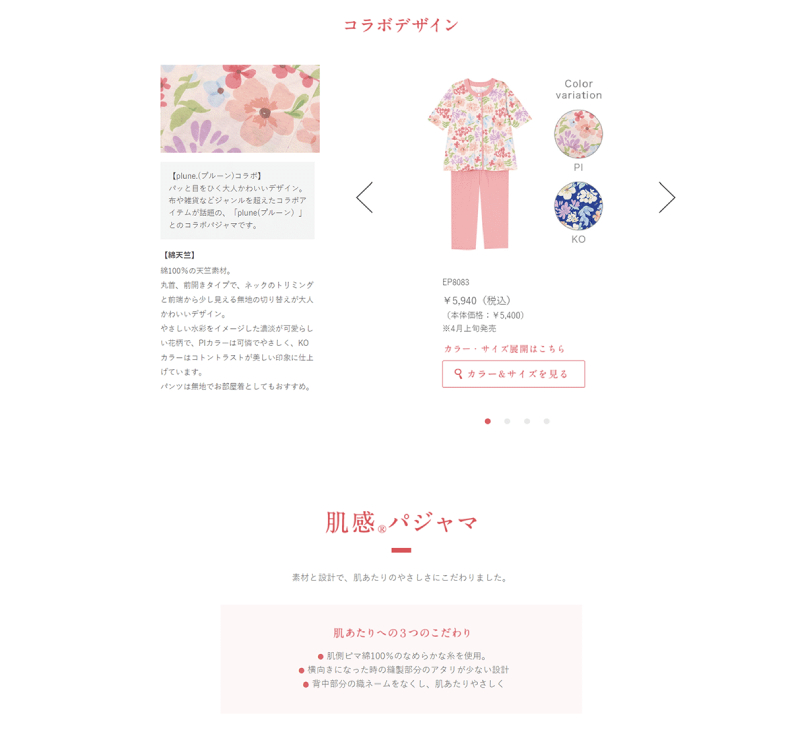 コラボデザイン
【plune.(プルーン)コラボ】
パッと目をひく大人かわいいデザイン。
布や雑貨などジャンルを超えたコラボア
イテムが話題の、「plune(プルーン）」
とのコラボパジャマです。
【綿天竺】
綿100％の天竺素材。
丸首、前開きタイプで、ネックのトリミング
と前端から少し見える無地の切り替えが大人
かわいいデザイン。
やさしい水彩をイメージした濃淡が可愛らし
い花柄で、PIカラーは可憐でやさしく、KO
カラーはコトントラストが美しい印象に仕上
げています。
パンツは無地でお部屋着としてもおすすめ。
Color
variation
PI
KO
EP8083
￥5,940（税込）
（本体価格：￥5,400）
※4月上旬発売
カラー・サイズ展開はこちら
カラー&サイズを見る
肌感®パジャマ
素材と設計で、肌あたりのやさしさにこだわりました。
肌あたりへの3つのこだわり
● 肌側ピマ綿100％のなめらかな糸を使用。
● 横向きになった時の縫製部分のアタリが少ない設計
● 背中部分の織ネームをなくし、肌あたりやさしく